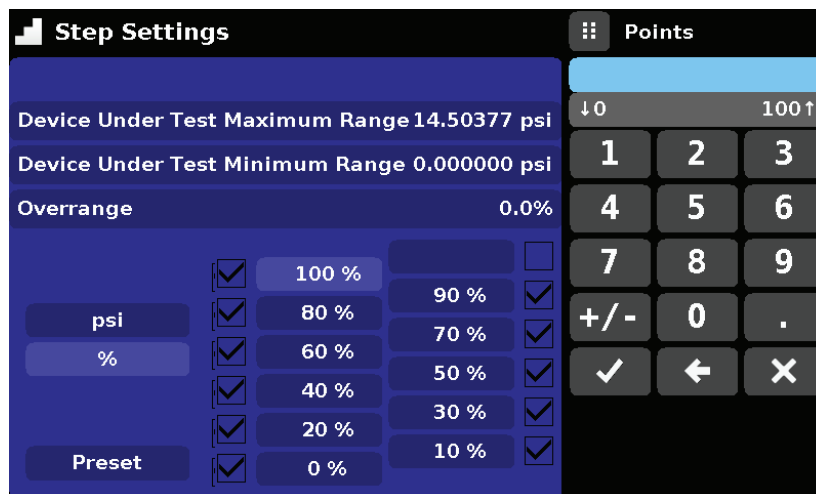 Step Settings
Device Under Test Maximum Range 14.50377 psi
Device Under Test Minimum Range 0.000000 psi
Overrange 0.0%
100 %
90 %
psi
80 %
70 %
%
60 %
50 %
40 %
30 %
20 %
10 %
Preset
0 %
Points
↓0 100↑
1 2 3
4 5 6
7 8 9
+/- 0 .